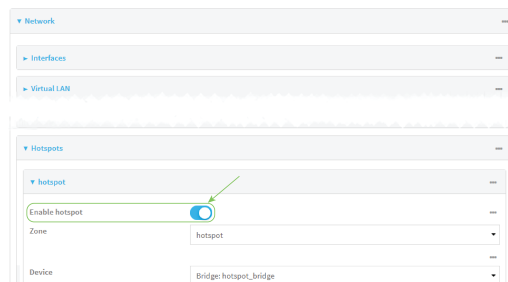 Network
Interfaces
Virtual LAN
Hotspots
hotspot
Enable hotspot
Zone
hotspot
Device
Bridge: hotspot_bridge